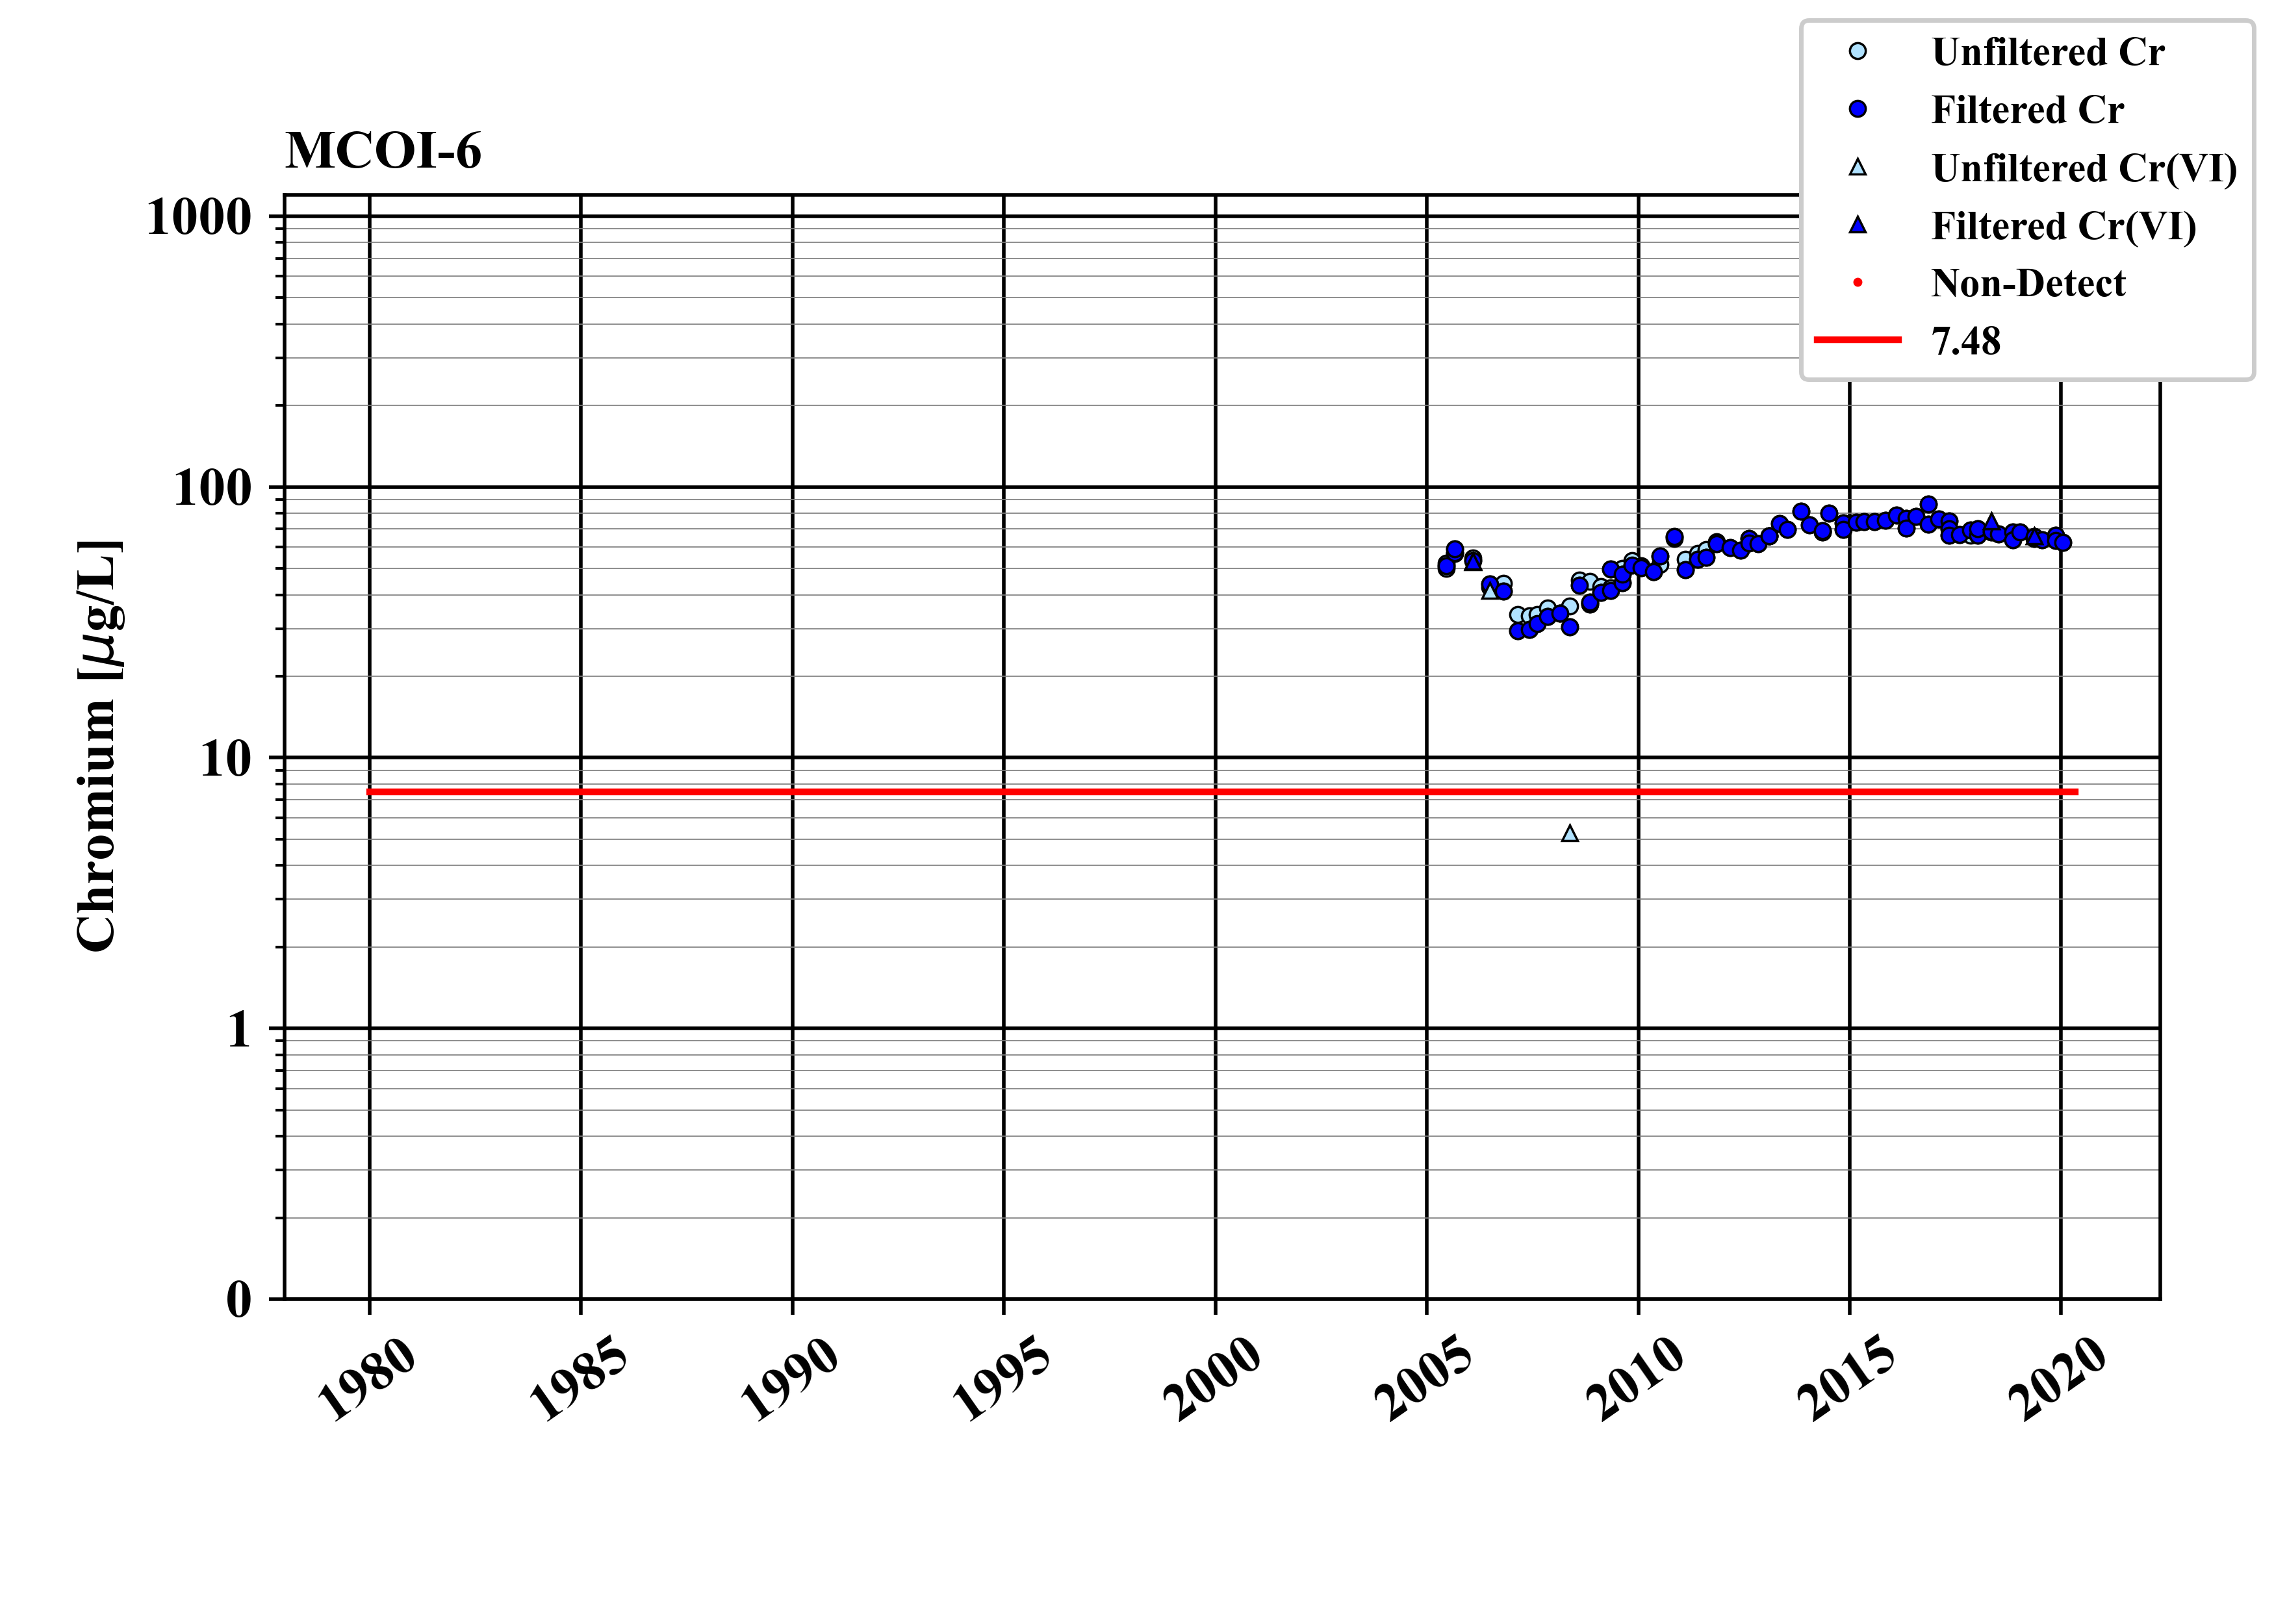 Unfiltered Cr
Filtered Cr
Unfiltered Cr(VI)
Filtered Cr(VI)
Non-Detect
7.48
MCOI-6
1000
100
10
1
0
Chromium [μg/L]
1980
1985
1990
1995
2000
2005
2010
2015
2020